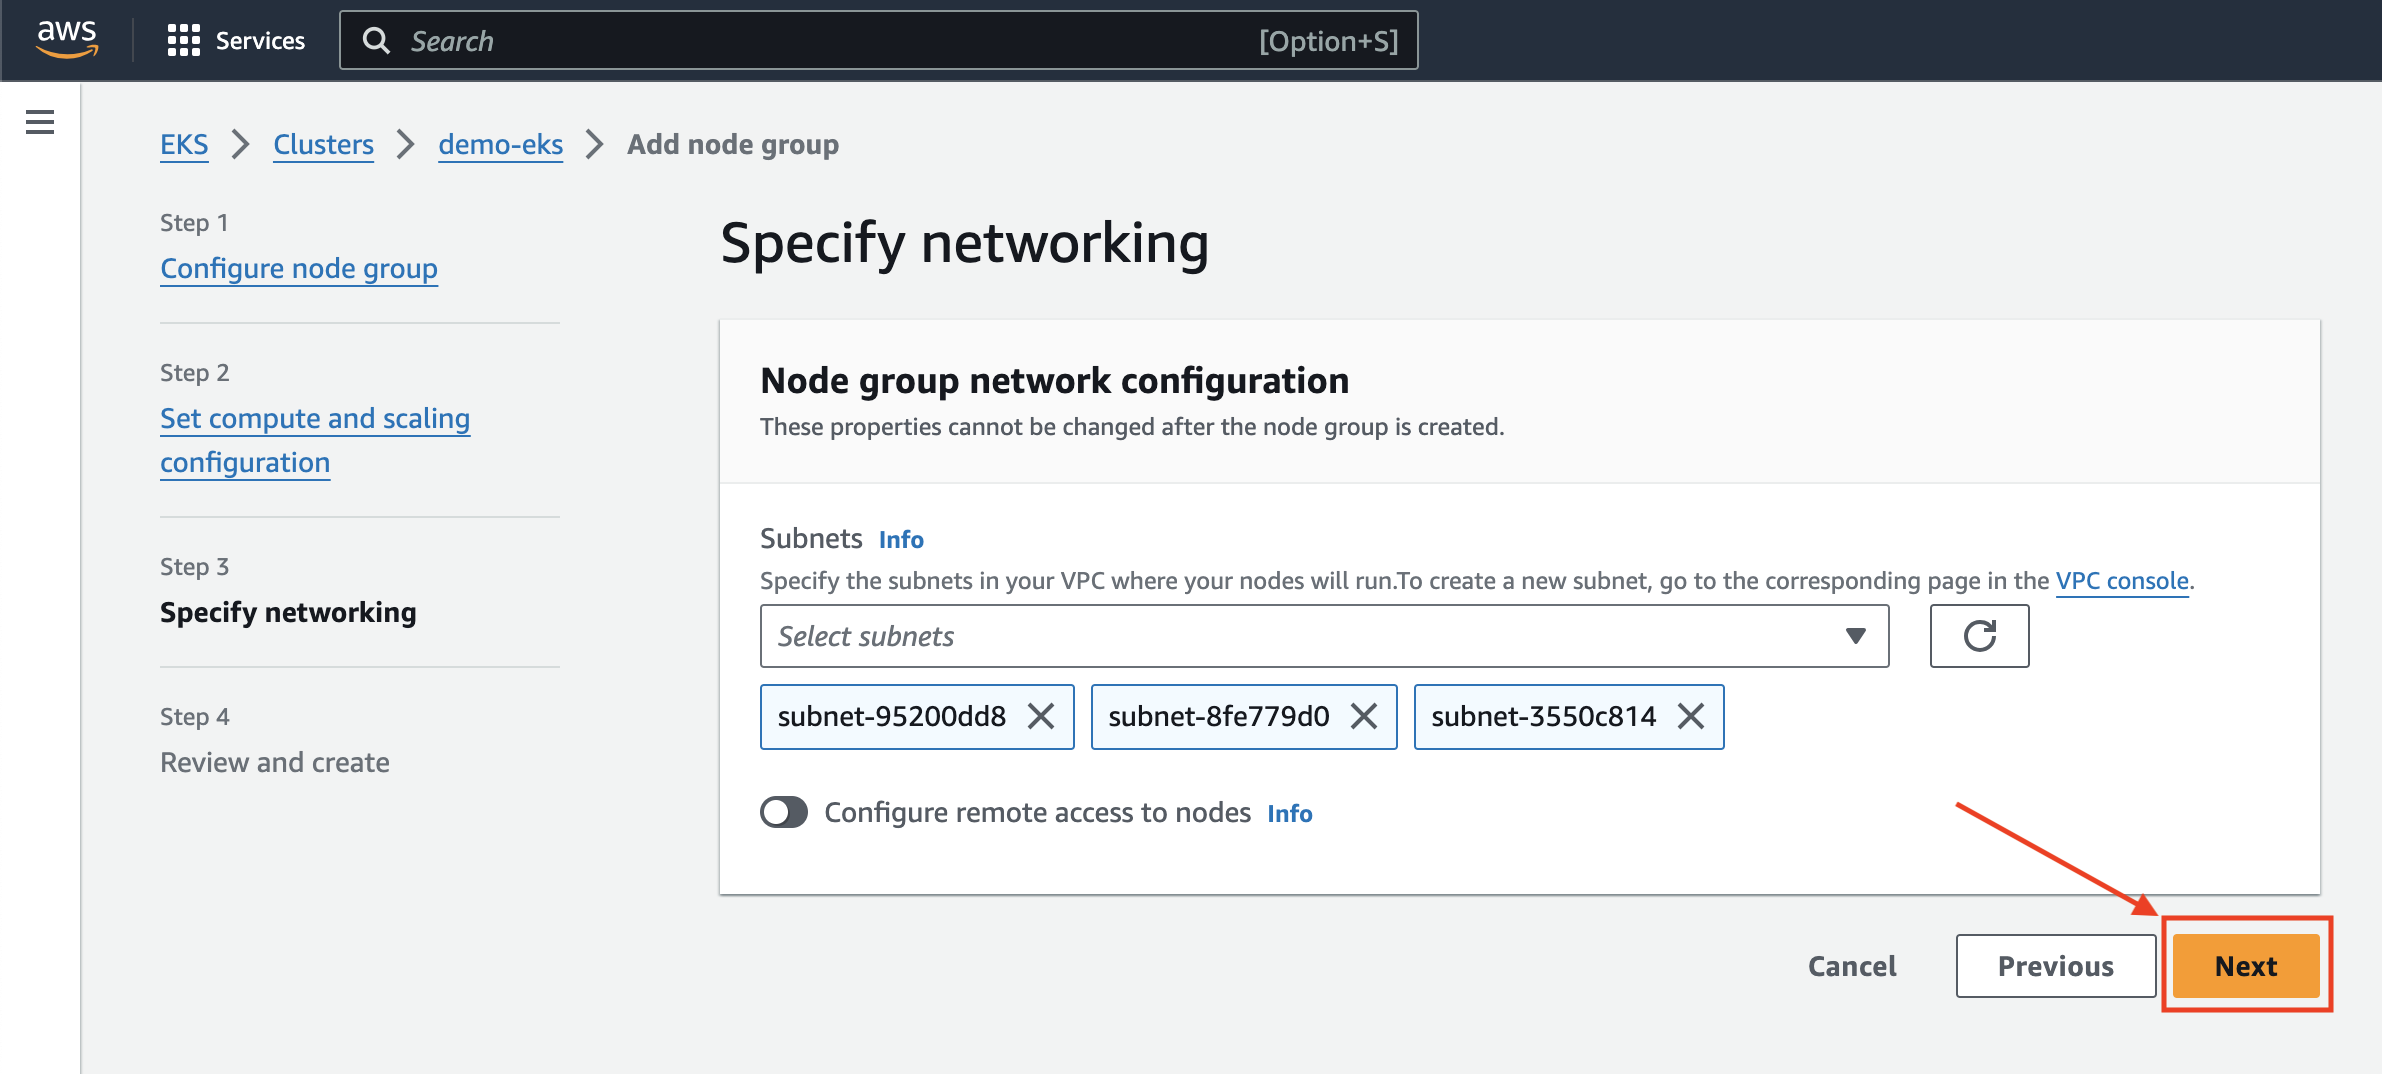 aws
Services
Search
[Option+S]
EKS
Clusters
demo-eks
Add node group
Step 1
Configure node group
Step 2
Set compute and scaling
configuration
Step 3
Specify networking
Step 4
Review and create
Specify networking
Node group network configuration
These properties cannot be changed after the node group is created.
Subnets Info
Specify the subnets in your VPC where your nodes will run.To create a new subnet, go to the corresponding page in the VPC console.
Select subnets
subnet-95200dd8
subnet-8fe779d0
subnet-3550c814
Configure remote access to nodes Info
Cancel
Previous
Next